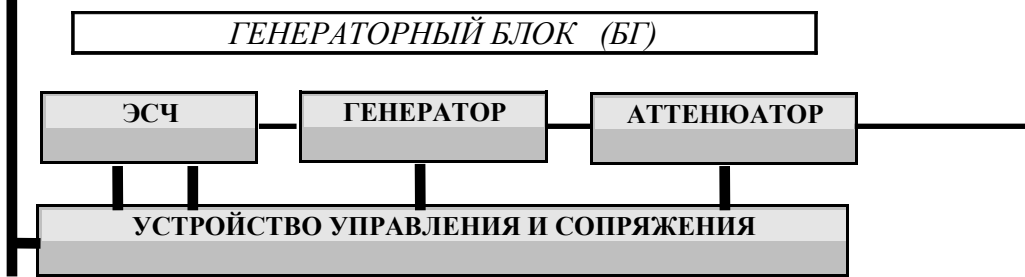 ГЕНЕРАТОРНЫЙ БЛОК (БГ)
ЭСЧ
ГЕНЕРАТОР
АТТЕНЮАТОР
УСТРОЙСТВО УПРАВЛЕНИЯ И СОПРЯЖЕНИЯ